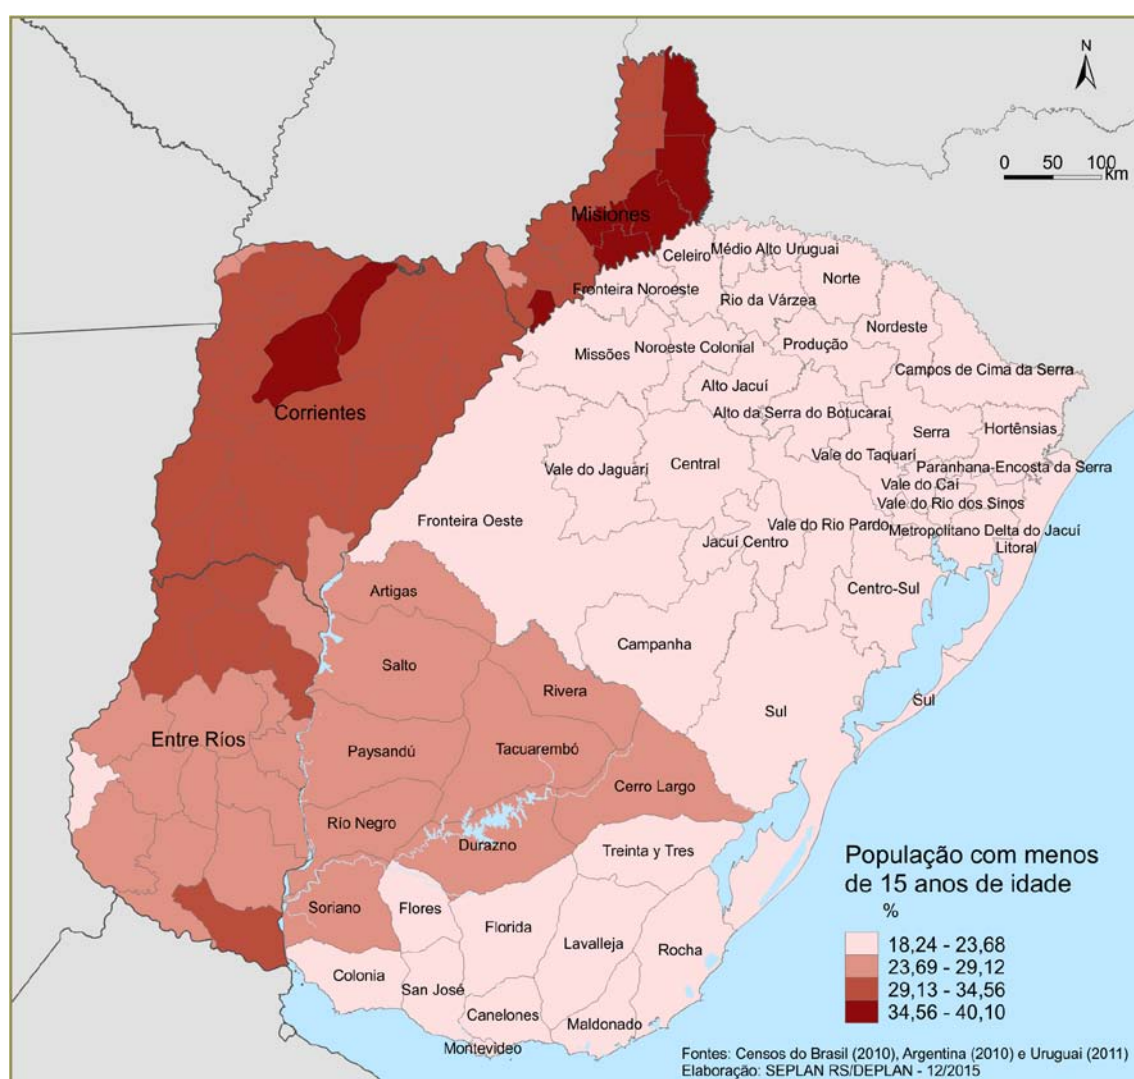 N
0 50 100
km
Misiones
Celeiro
Médio Alto Uruguai
Norte
Fronteira Noroeste
Rio da Várzea
Nordeste
Missões
Noroeste Colonial
Produção
Campos de Cima da Serra
Alto Jacuí
Corrientes
Alto da Serra do Botucaraí
Serra
Hortênsias
Vale do Jaguari
Central
Vale do Taquari
Paranhana-Encosta da Serra
Vale do Caí
Vale do Rio dos Sinos
Fronteira Oeste
Vale do Rio Pardo
Metropolitano Delta do Jacuí
Jacuí Centro
Litoral
Artigas
Centro-Sul
Campanha
Salto
Rivera
Sul
Sul
Entre Ríos
Paysandú
Tacuarembó
Cerro Largo
Río Negro
Durazno
Treinta y Tres
Soriano
Flores
Florida
Lavalleja
Rocha
Colonia
San José
Canelones
Maldonado
Montevideo
População com menos
de 15 anos de idade
%
18,24 - 23,68
23,69 - 29,12
29,13 - 34,56
34,56 - 40,10
Fontes: Censos do Brasil (2010), Argentina (2010) e Uruguai (2011)
Elaboração: SEPLAN RS/DEPLAN - 12/2015